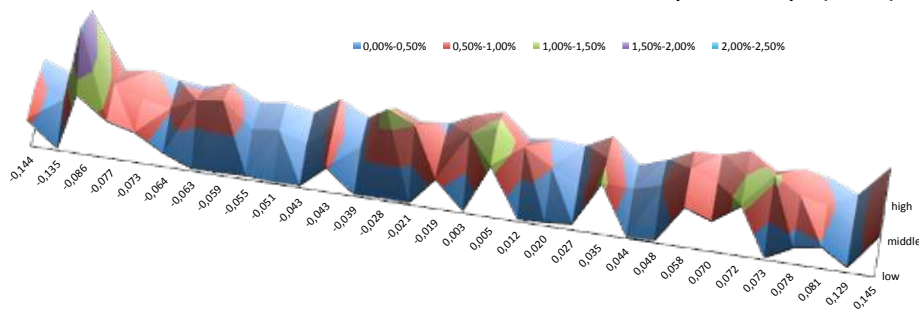 0,00%-0,50% 0,50%-1,00% 1,00%-1,50% 1,50%-2,00% 2,00%-2,50%
-0,144 -0,135 -0,086 -0,077 -0,073 -0,064 -0,063 -0,059 -0,055 -0,051 -0,043 -0,043 -0,039 -0,028 -0,021 -0,019 0,003 0,005 0,012 0,020 0,027 0,035 0,044 0,048 0,058 0,070 0,072 0,073 0,078 0,081 0,129 0,145
high
middle
low